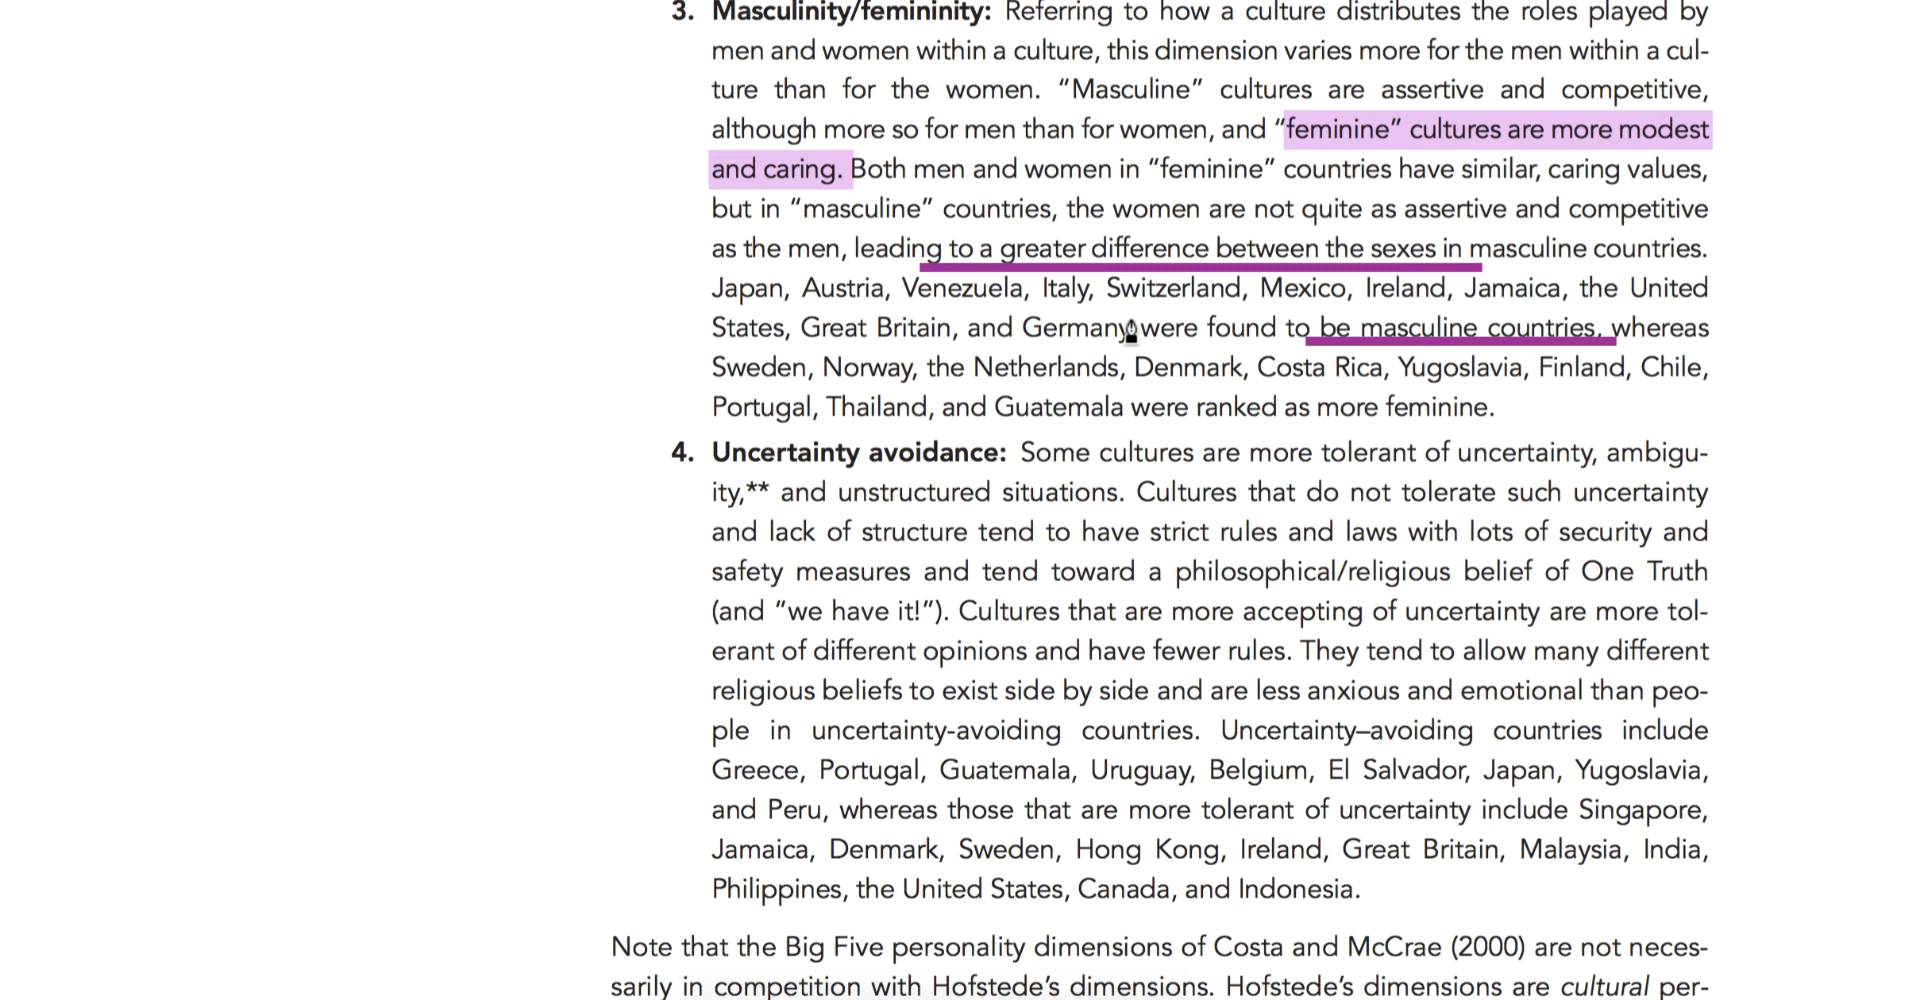 3. Masculinity/femininity: Referring to how a culture distributes the roles played by
men and women within a culture, this dimension varies more for the men within a cul-
ture than for the women. “Masculine” cultures are assertive and competitive,
although more so for men than for women, and “feminine” cultures are more modest
and caring. Both men and women in “feminine” countries have similar, caring values,
but in “masculine” countries, the women are not quite as assertive and competitive
as the men, leading to a greater difference between the sexes in masculine countries.
Japan, Austria, Venezuela, Italy, Switzerland, Mexico, Ireland, Jamaica, the United
States, Great Britain, and Germany were found to be masculine countries, whereas
Sweden, Norway, the Netherlands, Denmark, Costa Rica, Yugoslavia, Finland, Chile,
Portugal, Thailand, and Guatemala were ranked as more feminine.
4. Uncertainty avoidance: Some cultures are more tolerant of uncertainty, ambigu-
ity,** and unstructured situations. Cultures that do not tolerate such uncertainty
and lack of structure tend to have strict rules and laws with lots of security and
safety measures and tend toward a philosophical/religious belief of One Truth
(and “we have it!”). Cultures that are more accepting of uncertainty are more tol-
erant of different opinions and have fewer rules. They tend to allow many different
religious beliefs to exist side by side and are less anxious and emotional than peo-
ple in uncertainty-avoiding countries. Uncertainty–avoiding countries include
Greece, Portugal, Guatemala, Uruguay, Belgium, El Salvador, Japan, Yugoslavia,
and Peru, whereas those that are more tolerant of uncertainty include Singapore,
Jamaica, Denmark, Sweden, Hong Kong, Ireland, Great Britain, Malaysia, India,
Philippines, the United States, Canada, and Indonesia.
Note that the Big Five personality dimensions of Costa and McCrae (2000) are not neces-
sarily in competition with Hofstede’s dimensions. Hofstede’s dimensions are cultural per-